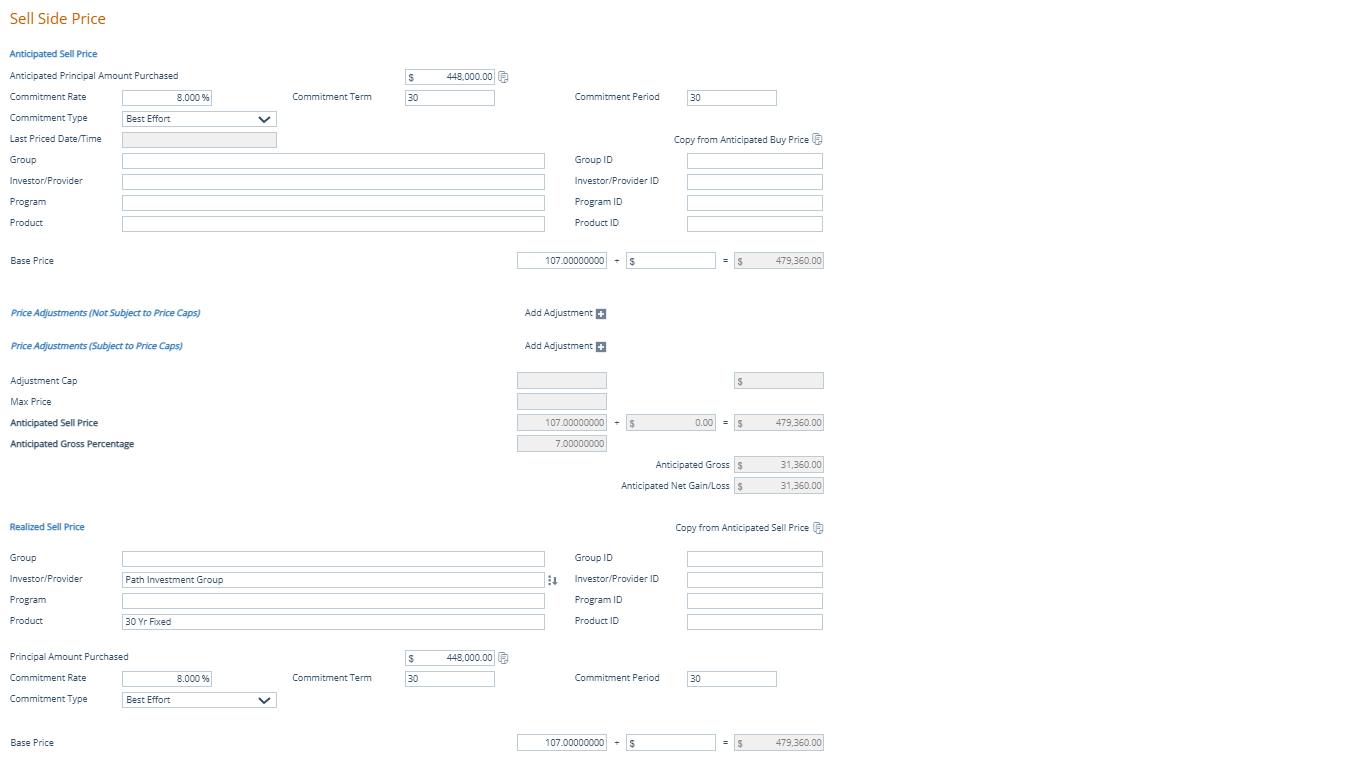 Sell Side Price
Anticipated Sell Price
Anticipated Principal Amount Purchased $ 448,000.00
Commitment Rate 8.000 % Commitment Term 30 Commitment Period 30
Commitment Type Best Effort
Last Priced Date/Time Copy from Anticipated Buy Price
Group Group ID
Investor/Provider Investor/Provider ID
Program Program ID
Product Product ID
Base Price 107.00000000 + $ = $ 479,360.00
Price Adjustments (Not Subject to Price Caps) Add Adjustment
Price Adjustments (Subject to Price Caps) Add Adjustment
Adjustment Cap $
Max Price
Anticipated Sell Price 107.00000000 + $ 0.00 = $ 479,360.00
Anticipated Gross Percentage 7.00000000
Anticipated Gross $ 31,360.00
Anticipated Net Gain/Loss $ 31,360.00
Realized Sell Price Copy from Anticipated Sell Price
Group Group ID
Investor/Provider Path Investment Group Investor/Provider ID
Program Program ID
Product 30 Yr Fixed Product ID
Principal Amount Purchased $ 448,000.00
Commitment Rate 8.000 % Commitment Term 30 Commitment Period 30
Commitment Type Best Effort
Base Price 107.00000000 + $ = $ 479,360.00